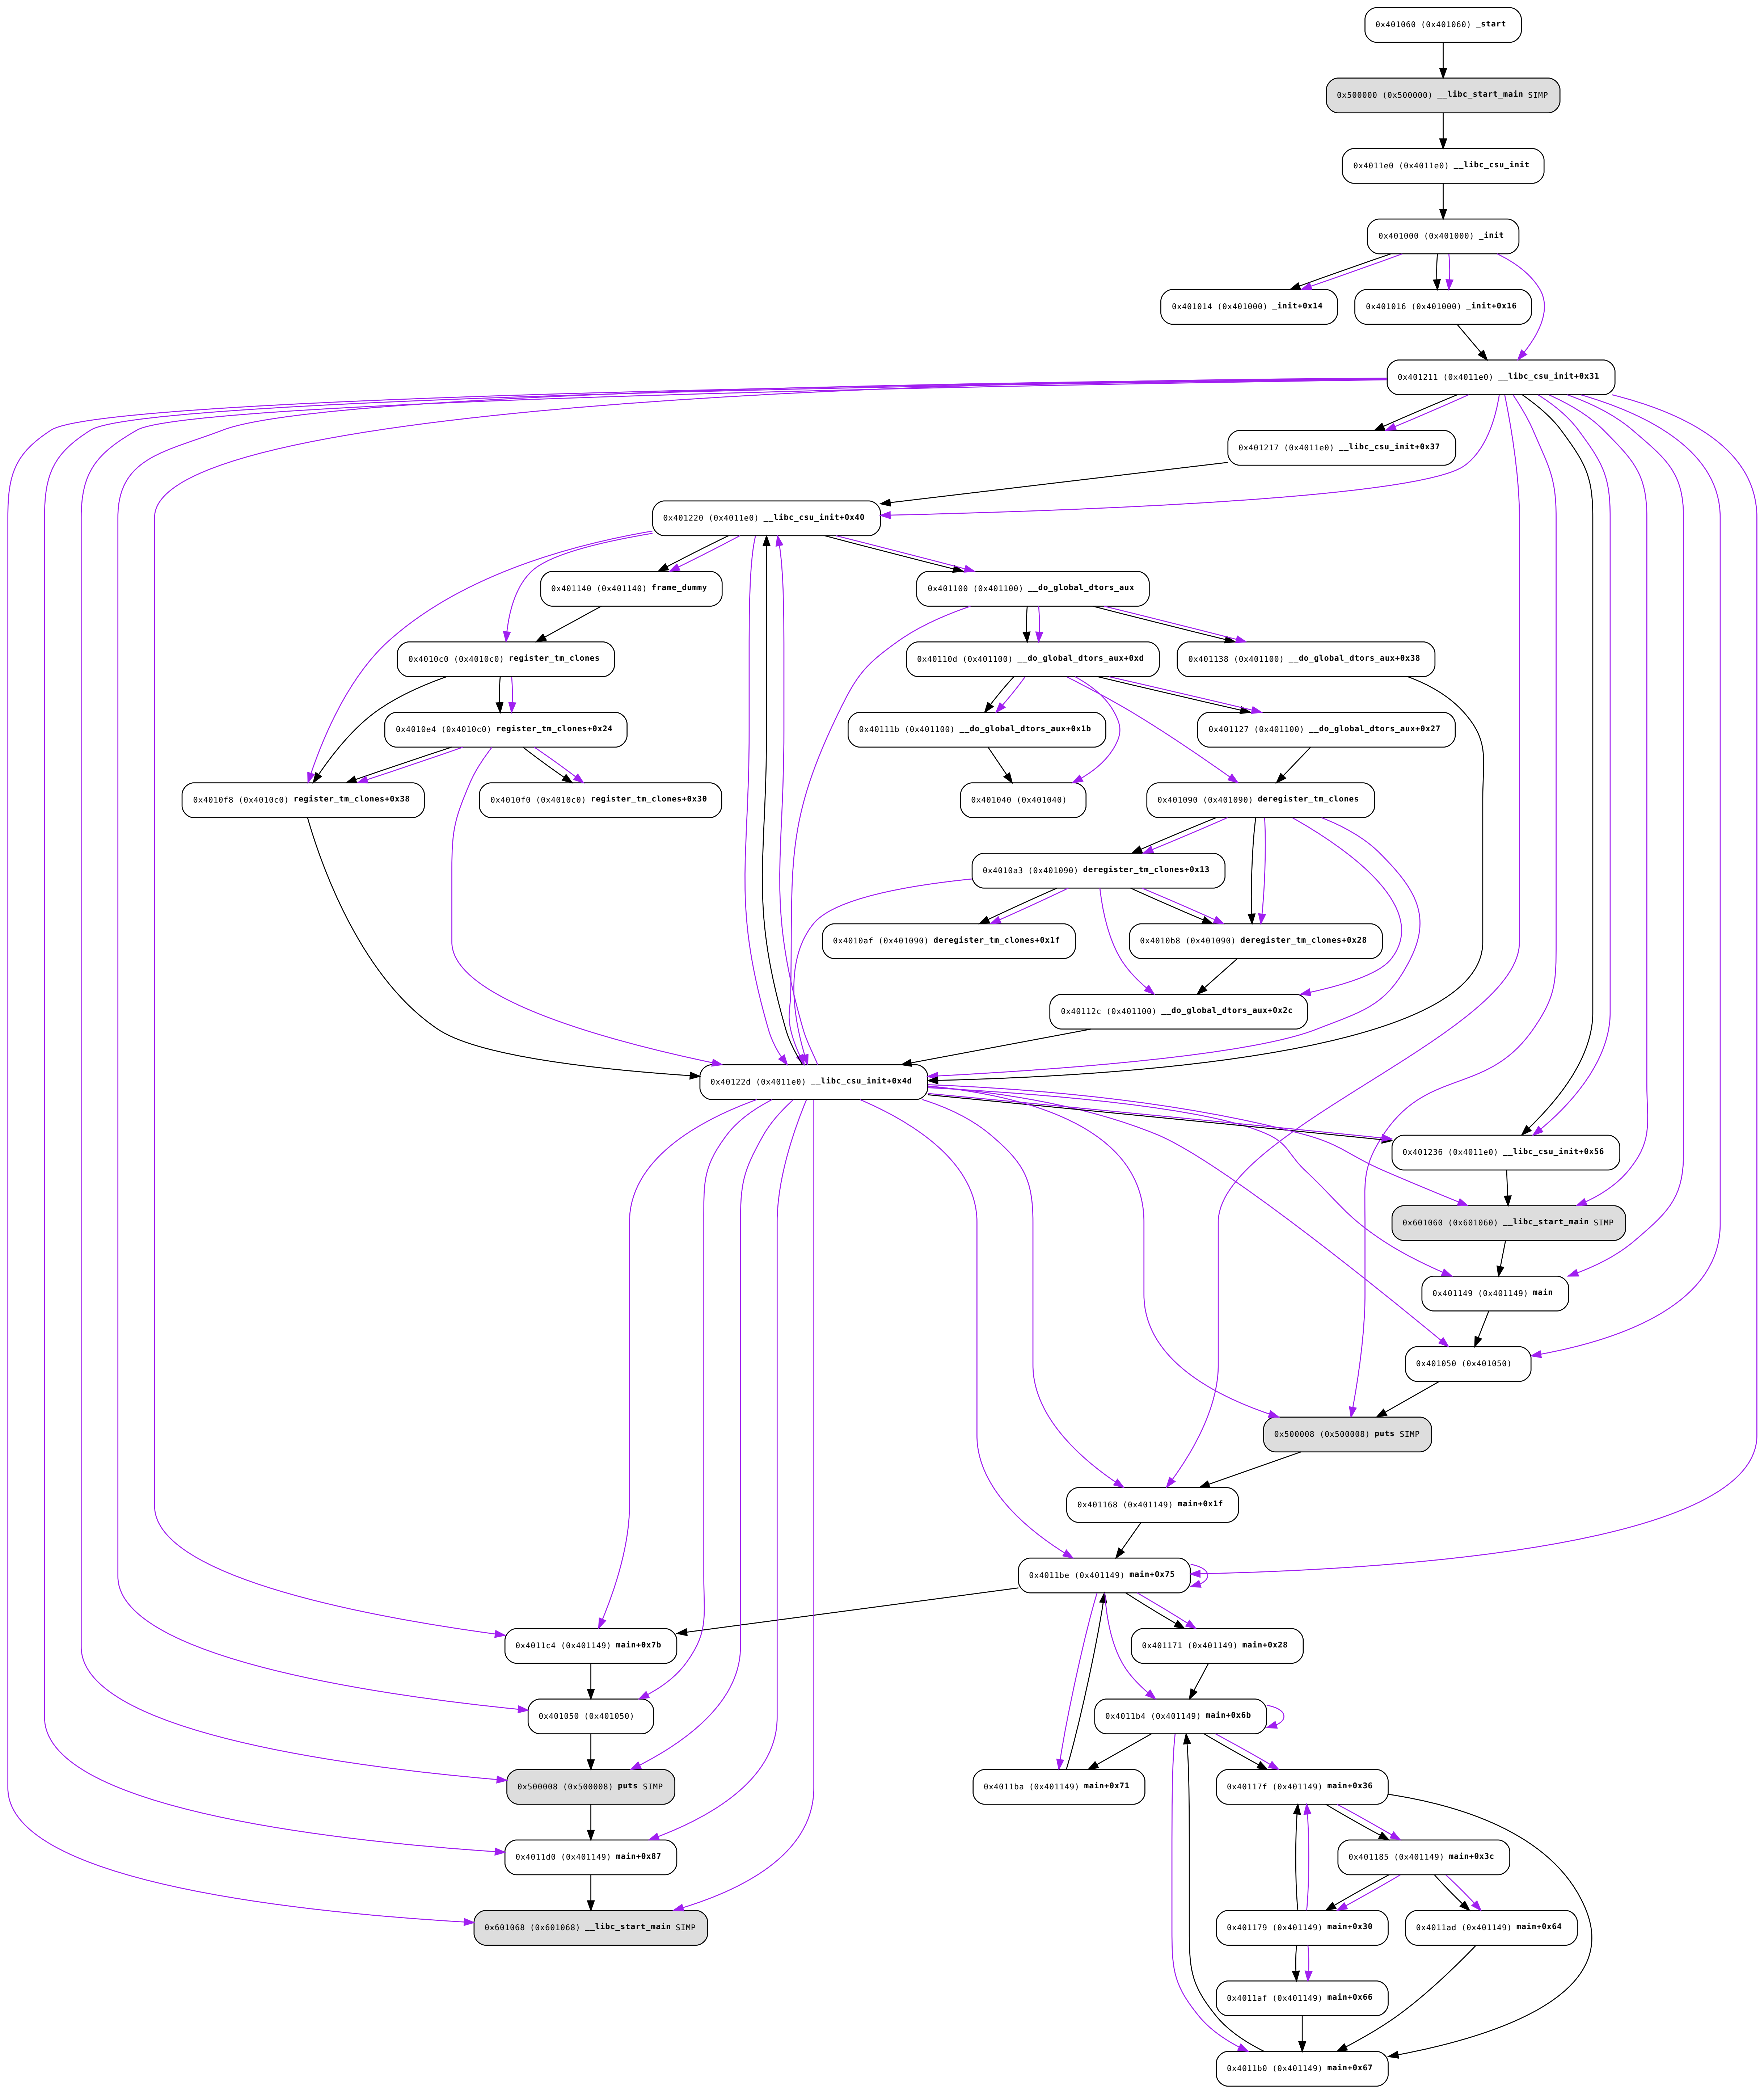 0x401060 (0x401060) _start
0x500000 (0x500000) __libc_start_main SIMP
0x4011e0 (0x4011e0) __libc_csu_init
0x401000 (0x401000) _init
0x401014 (0x401000) _init+0x14
0x401016 (0x401000) _init+0x16
0x401211 (0x4011e0) __libc_csu_init+0x31
0x401217 (0x4011e0) __libc_csu_init+0x37
0x401220 (0x4011e0) __libc_csu_init+0x40
0x401140 (0x401140) frame_dummy
0x401100 (0x401100) __do_global_dtors_aux
0x4010c0 (0x4010c0) register_tm_clones
0x40110d (0x401100) __do_global_dtors_aux+0xd
0x401138 (0x401100) __do_global_dtors_aux+0x38
0x4010e4 (0x4010c0) register_tm_clones+0x24
0x40111b (0x401100) __do_global_dtors_aux+0x1b
0x401127 (0x401100) __do_global_dtors_aux+0x27
0x4010f8 (0x4010c0) register_tm_clones+0x38
0x4010f0 (0x4010c0) register_tm_clones+0x30
0x401040 (0x401040)
0x401090 (0x401090) deregister_tm_clones
0x4010a3 (0x401090) deregister_tm_clones+0x13
0x4010af (0x401090) deregister_tm_clones+0x1f
0x4010b8 (0x401090) deregister_tm_clones+0x28
0x40112c (0x401100) __do_global_dtors_aux+0x2c
0x40122d (0x4011e0) __libc_csu_init+0x4d
0x401236 (0x4011e0) __libc_csu_init+0x56
0x601060 (0x601060) __libc_start_main SIMP
0x401149 (0x401149) main
0x401050 (0x401050)
0x500008 (0x500008) puts SIMP
0x401168 (0x401149) main+0x1f
0x4011be (0x401149) main+0x75
0x4011c4 (0x401149) main+0x7b
0x401171 (0x401149) main+0x28
0x401050 (0x401050)
0x4011b4 (0x401149) main+0x6b
0x500008 (0x500008) puts SIMP
0x4011ba (0x401149) main+0x71
0x40117f (0x401149) main+0x36
0x4011d0 (0x401149) main+0x87
0x401185 (0x401149) main+0x3c
0x601068 (0x601068) __libc_start_main SIMP
0x401179 (0x401149) main+0x30
0x4011ad (0x401149) main+0x64
0x4011af (0x401149) main+0x66
0x4011b0 (0x401149) main+0x67